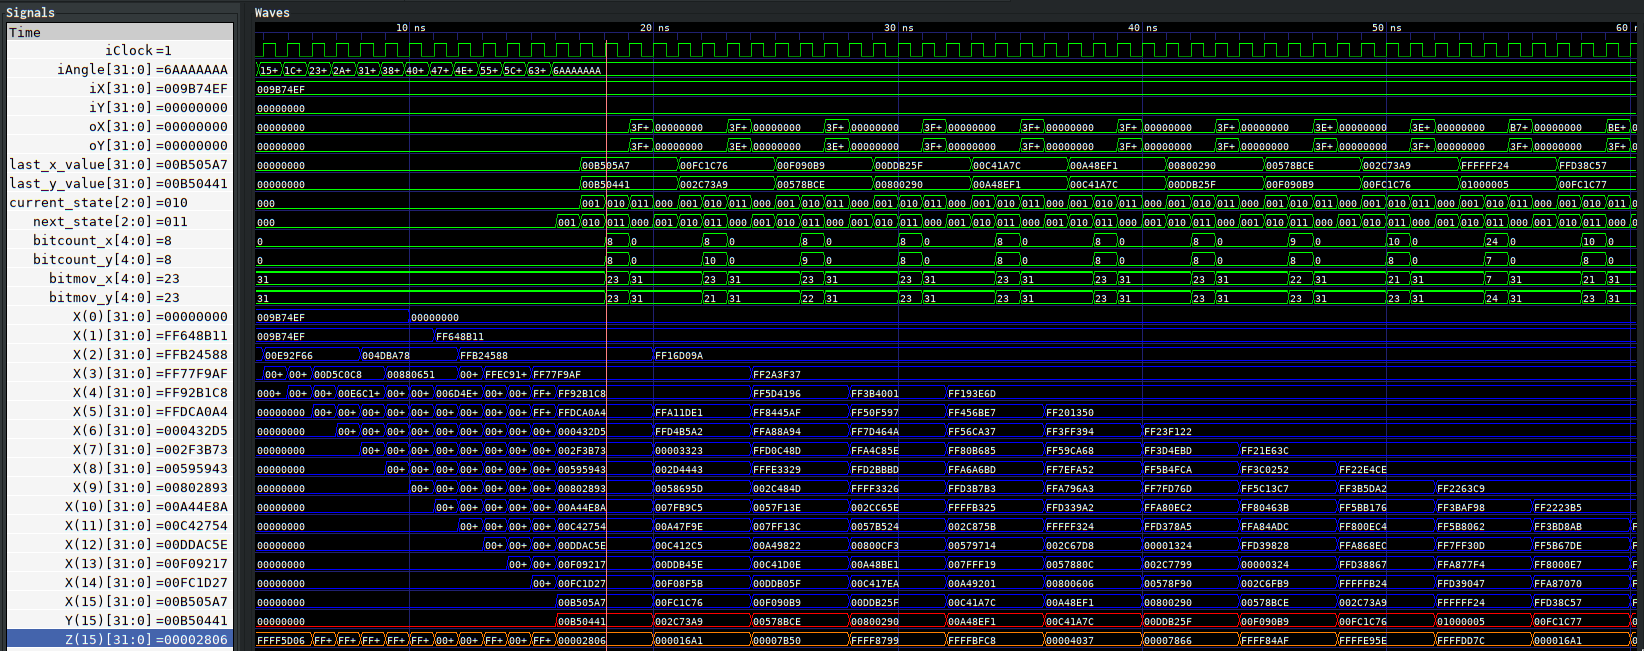 Signals Waves
Time 10 ns 20 ns 30 ns 40 ns 50 ns 60
iClock =1
iAngle[31:0] =6AAAAAAA 15+ 1C+ 23+ 2A+ 31+ 38+ 40+ 47+ 4E+ 55+ 5C+ 63+ 6AAAAAAA
iX[31:0] =009B74EF 009B74EF
iY[31:0] =00000000 00000000
oX[31:0] =00000000 00000000 3F+ 00000000 3F+ 00000000 3F+ 00000000 3F+ 00000000 3F+ 00000000 3F+ 00000000 3F+ 00000000 3E+ 00000000 3E+ 00000000 B7+ 00000000 BE+
oY[31:0] =00000000 00000000 3F+ 00000000 3E+ 00000000 3E+ 00000000 3F+ 00000000 3F+ 00000000 3F+ 00000000 3F+ 00000000 3F+ 00000000 3F+ 00000000 3F+ 00000000 3F+
last_x_value[31:0] =00B505A7 00000000 00B505A7 00FC1C76 00F090B9 00DDB25F 00C41A7C 00A48EF1 00800290 00578BCE 002C73A9 FFFFFF24 FFD38C57
last_y_value[31:0] =00B50441 00000000 00B50441 002C73A9 00578BCE 00800290 00A48EF1 00C41A7C 00DDB25F 00F090B9 00FC1C76 01000005 00FC1C77
current_state[2:0] =010 000 001 010 011 000 001 010 011 000 001 010 011 000 001 010 011 000 001 010 011 000 001 010 011 000 001 010 011 000 001 010 011 000 001 010 011 000 001 010 011 000 001 010 011
next_state[2:0] =011 000 001 010 011 000 001 010 011 000 001 010 011 000 001 010 011 000 001 010 011 000 001 010 011 000 001 010 011 000 001 010 011 000 001 010 011 000 001 010 011 000 001 010 011 000
bitcount_x[4:0] =8 0 8 0 8 0 8 0 8 0 8 0 8 0 8 0 9 0 10 0 24 0 10 0
bitcount_y[4:0] =8 0 8 0 10 0 9 0 8 0 8 0 8 0 8 0 8 0 8 0 7 0 8 0
bitmov_x[4:0] =23 31 23 31 23 31 23 31 23 31 23 31 23 31 23 31 22 31 21 31 7 31 21 31
bitmov_y[4:0] =23 31 23 31 21 31 22 31 23 31 23 31 23 31 23 31 23 31 23 31 24 31 23 31
X(0)[31:0] =00000000 009B74EF 00000000
X(1)[31:0] =FF648B11 009B74EF FF648B11
X(2)[31:0] =FFB24588 00E92F66 004DBA78 FFB24588 FF16D09A
X(3)[31:0] =FF77F9AF 00+ 00+ 00D5C0C8 00880651 00+ FFEC91+ FF77F9AF FF2A3F37
X(4)[31:0] =FF92B1C8 000+ 00+ 00+ 00E6C1+ 00+ 00+ 006D4E+ 00+ 00+ FF+ FF92B1C8 FF5D4196 FF3B4001 FF193E6D
X(5)[31:0] =FFDCA0A4 00000000 00+ 00+ 00+ 00+ 00+ 00+ 00+ 00+ 00+ FF+ FFDCA0A4 FFA11DE1 FF8445AF FF50F597 FF456BE7 FF201350
X(6)[31:0] =000432D5 00000000 00+ 00+ 00+ 00+ 00+ 00+ 00+ 00+ 00+ 000432D5 FFD4B5A2 FFA88A94 FF7D464A FF56CA37 FF3FF394 FF23F122
X(7)[31:0] =002F3B73 00000000 00+ 00+ 00+ 00+ 00+ 00+ 00+ 00+ 002F3B73 00003323 FFD0C48D FFA4C85E FF80B685 FF59CA68 FF3D4EBD FF21E63C
X(8)[31:0] =00595943 00000000 00+ 00+ 00+ 00+ 00+ 00+ 00+ 00595943 002D4443 FFFE3329 FFD2BBBD FFA6A6BD FF7EFA52 FF5B4FCA FF3C0252 FF22E4CE
X(9)[31:0] =00802893 00000000 00+ 00+ 00+ 00+ 00+ 00+ 00802893 0058695D 002C484D FFFF3326 FFD3B7B3 FFA796A3 FF7FD76D FF5C13C7 FF3B5DA2 FF2263C9
X(10)[31:0] =00A44E8A 00000000 00+ 00+ 00+ 00+ 00+ 00A44E8A 007FB9C5 0057F13E 002CC65E FFFFB325 FFD339A2 FFA80EC2 FF80463B FF5BB176 FF3BAF98 FF2223B5
X(11)[31:0] =00C42754 00000000 00+ 00+ 00+ 00+ 00C42754 00A47F9E 007FF13C 0057B524 002C875B FFFFF324 FFD378A5 FFA84ADC FF800EC4 FF5B8062 FF3BD8AB F
X(12)[31:0] =00DDAC5E 00000000 00+ 00+ 00+ 00DDAC5E 00C412C5 00A49822 00800CF3 00579714 002C67D8 00001324 FFD39828 FFA868EC FF7FF30D FF5B67DE F
X(13)[31:0] =00F09217 00000000 00+ 00+ 00F09217 00DDB45E 00C41D0E 00A48BE1 007FFF19 0057880C 002C7799 00000324 FFD38867 FFA877F4 FF8000E7 F
X(14)[31:0] =00FC1D27 00000000 00+ 00FC1D27 00F08F5B 00DDB05F 00C417EA 00A49201 00800606 00578F90 002C6FB9 FFFFFB24 FFD39047 FFA87070 F
X(15)[31:0] =00B505A7 00000000 00B505A7 00FC1C76 00F090B9 00DDB25F 00C41A7C 00A48EF1 00800290 00578BCE 002C73A9 FFFFFF24 FFD38C57 F
Y(15)[31:0] =00B50441 00000000 00B50441 002C73A9 00578BCE 00800290 00A48EF1 00C41A7C 00DDB25F 00F090B9 00FC1C76 01000005 00FC1C77 0
Z(15)[31:0] =00002806 FFFF5D06 FF+ FF+ FF+ FF+ FF+ 00+ 00+ 00+ FF+ 00+ 00002806 000016A1 00007B50 FFFF8799 FFFFBFC8 00004037 00007866 FFFF84AF FFFFE95E FFFFDD7C 000016A1 0